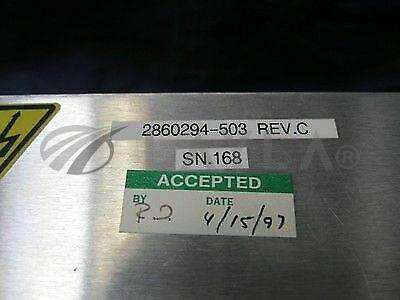 2860294-503 REV.C
SN.168
ACCEPTED
BY DATE
4/15/97